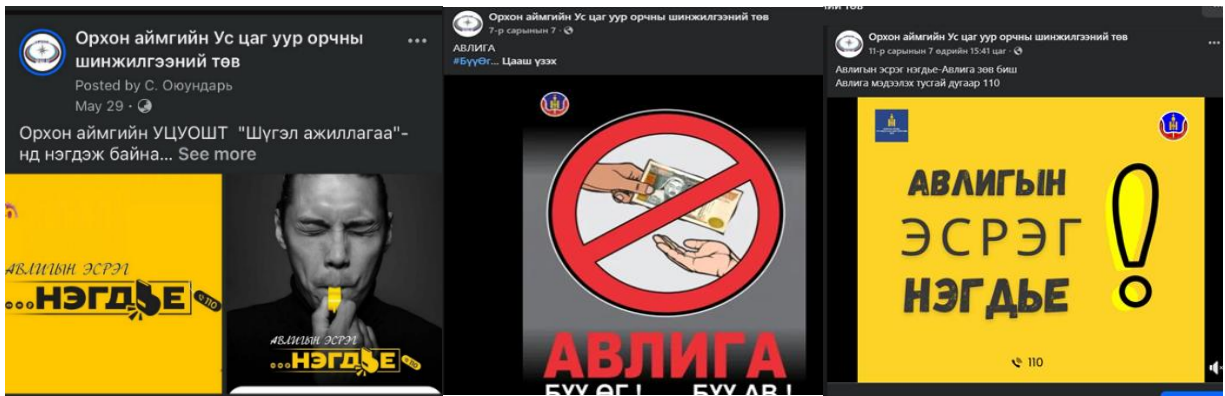 Орхон аймгийн Ус цаг уур орчны
шинжилгээний төв
Posted by С. Оюундарь
May 29
Орхон аймгийн УЦУОШТ "Шүгэл ажиллагаа"-
нд нэгдэж байна... See more
АВЛИГЫН ЭСРЭГ
...НЭГДЬЕ 110
АВЛИГЫН ЭСРЭГ
...НЭГДЬЕ 110
Орхон аймгийн Ус цаг уур орчны шинжилгээний төв
7-р сарынын 7
АВЛИГА
#БүүӨг... Цааш үзэх
АВЛИГА
БҮҮ ӨГ ! БҮҮ АВ !
Орхон аймгийн Ус цаг уур орчны шинжилгээний төв
11-р сарынын 7 өдрийн 15:41 цаг
Авлигын эсрэг нэгдье-Авлига зөв биш
Авлига мэдээлэх тусгай дугаар 110
АВЛИГЫН
ЭСРЭГ
НЭГДЬЕ
110